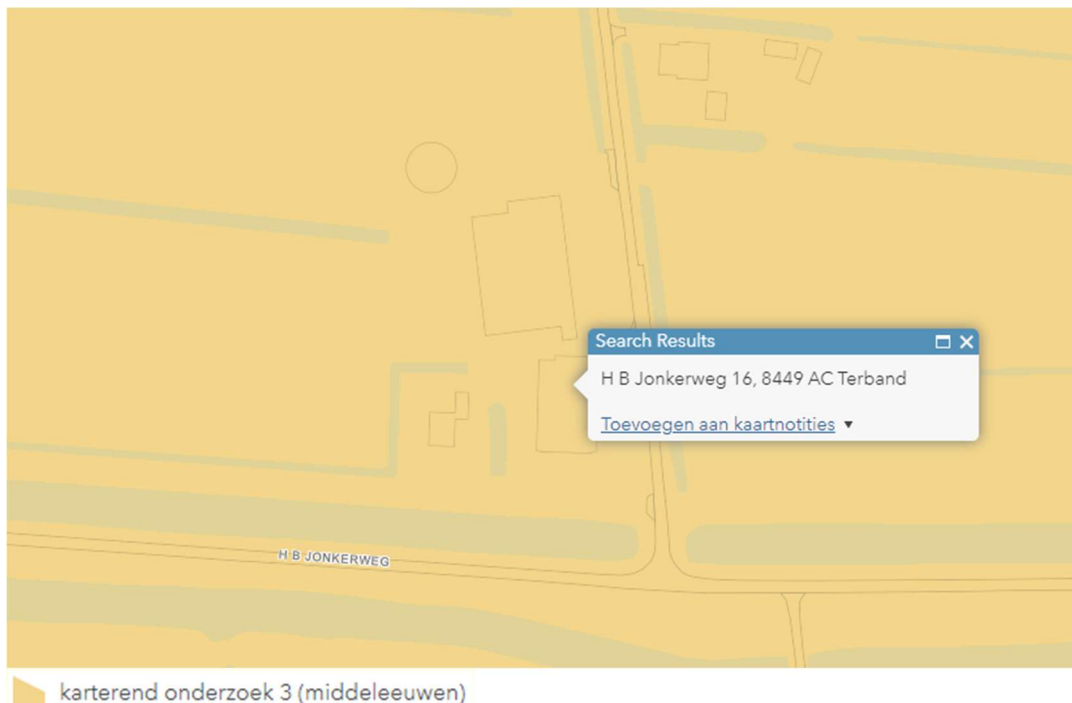 Search Results
H B Jonkerweg 16, 8449 AC Terband
Toevoegen aan kaartnotities
H B JONKERWEG
karterend onderzoek 3 (middeleeuwen)